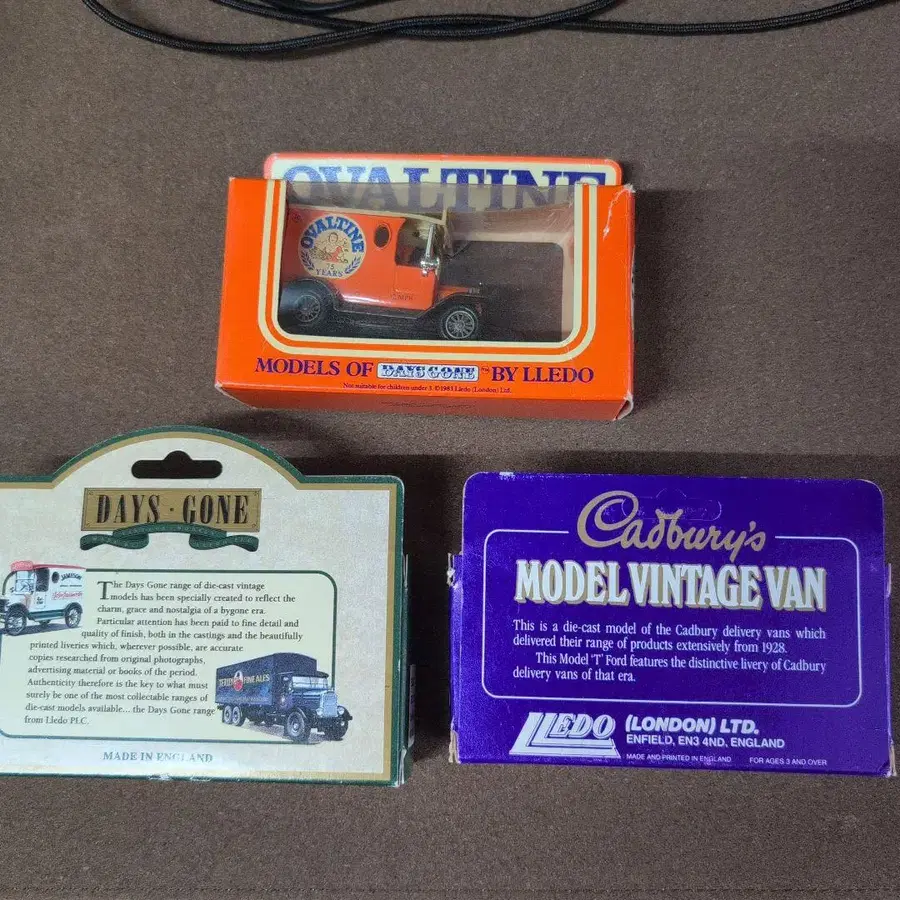 OVALTINE
OVALTINE
75
YEARS
MODELS OF DAYS GONE ™ BY LLEDO
Not suitable for children under 3. © 1983 Lledo (London) Ltd.
DAYS · GONE
JAMESON
The Days Gone range of die-cast vintage
models has been specially created to reflect the
charm, grace and nostalgia of a bygone era.
Particular attention has been paid to fine detail and
quality of finish, both in the castings and the beautifully
printed liveries which, wherever possible, are accurate
copies researched from original photographs,
advertising material or books of the period.
Authenticity therefore is the key to what must
surely be one of the most collectable ranges of
die-cast models available... the Days Gone range
from Lledo PLC.
FINE ALES
MADE IN ENGLAND
Cadbury's
MODEL VINTAGE VAN
This is a die-cast model of the Cadbury delivery vans which
delivered their range of products extensively from 1928.
This Model 'T' Ford features the distinctive livery of Cadbury
delivery vans of that era.
LLEDO (LONDON) LTD.
ENFIELD, EN3 4ND, ENGLAND
MADE AND PRINTED IN ENGLAND FOR AGES 3 AND OVER